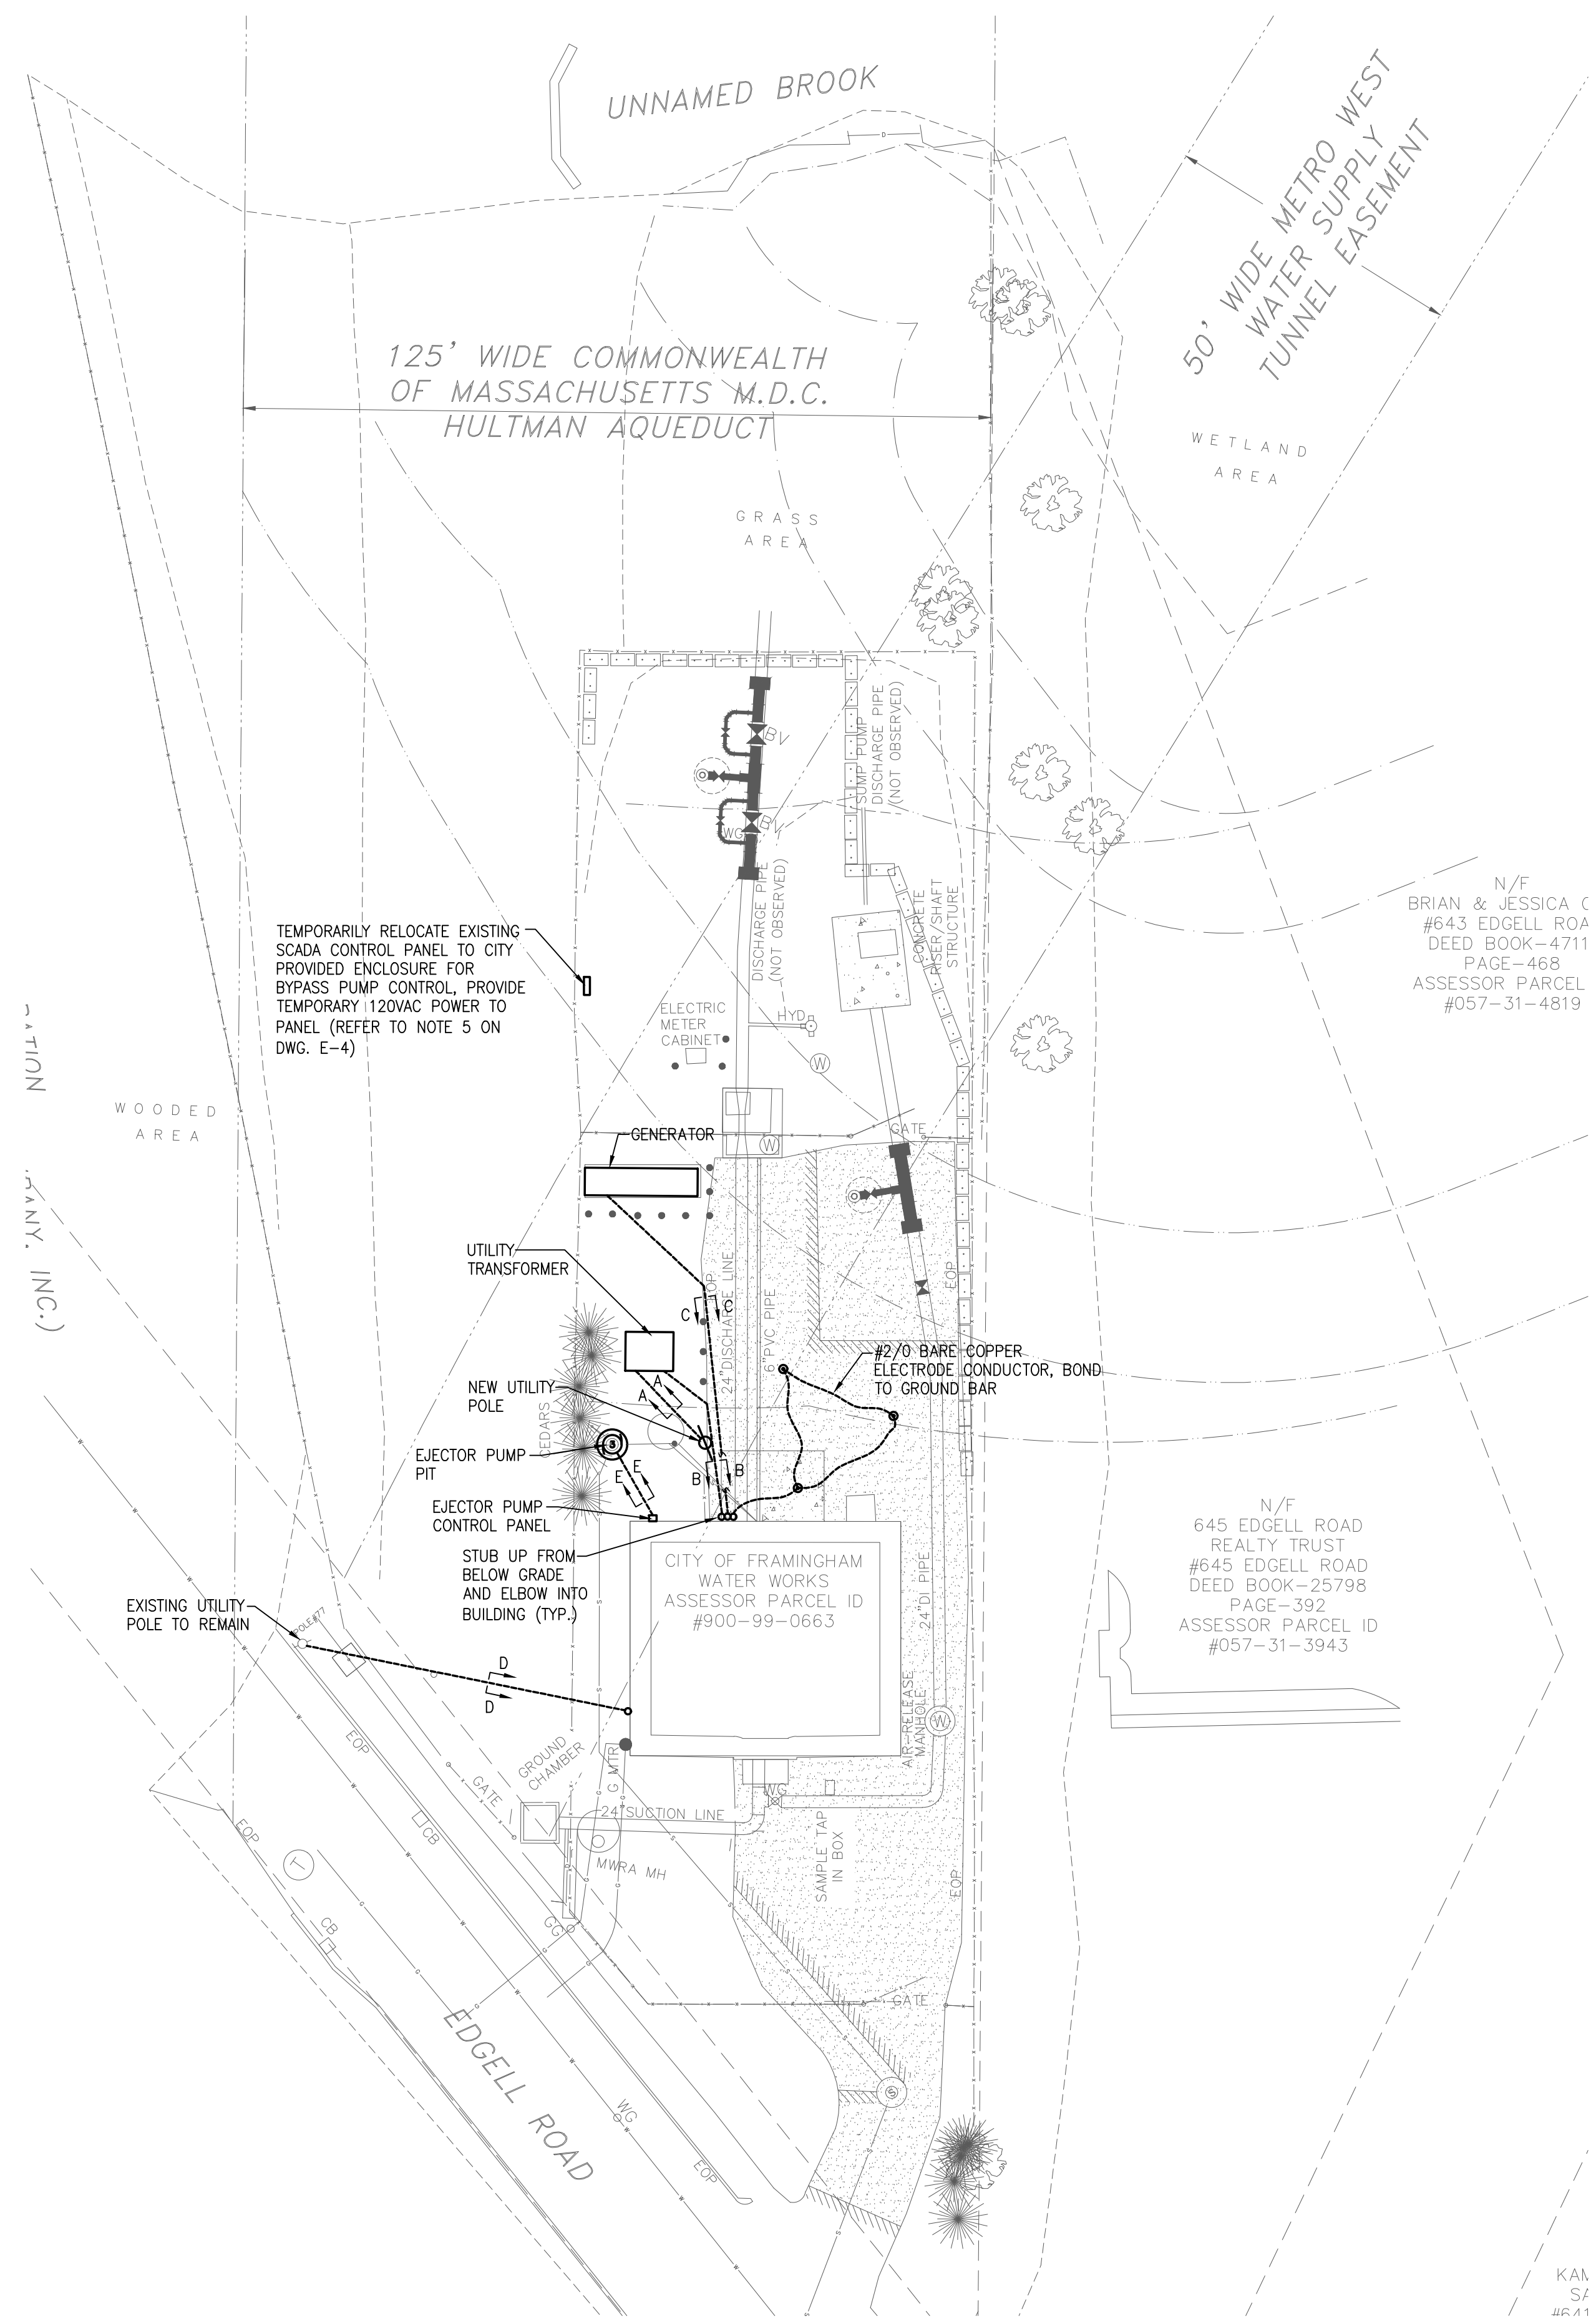 UNNAMED BROOK
50' WIDE METRO WEST
WATER SUPPLY
TUNNEL EASEMENT
125' WIDE COMMONWEALTH
OF MASSACHUSETTS M.D.C.
HULTMAN AQUEDUCT
WETLAND
AREA
GRASS
AREA
BV
SUMP PUMP
DISCHARGE PIPE
(NOT OBSERVED)
BV
WG
DISCHARGE PIPE
(NOT OBSERVED)
CONCRETE
RISER/SHAFT
STRUCTURE
N/F
BRIAN & JESSICA
#643 EDGELL
DEED BOOK-4711
PAGE-468
ASSESSOR PARCEL
#057-31-4819
TEMPORARILY RELOCATE EXISTING
SCADA CONTROL PANEL TO CITY
PROVIDED ENCLOSURE FOR
BYPASS PUMP CONTROL, PROVIDE
TEMPORARY 120VAC POWER TO
PANEL (REFER TO NOTE 5 ON
DWG. E-4)
ELECTRIC
METER
CABINET
HYD
W
WOODED
AREA
INC.)
GENERATOR
W
GATE
UTILITY
TRANSFORMER
EOP
C
C
24"DISCHARGE LINE
6"PVC PIPE
EOP
#2/0 BARE COPPER
ELECTRODE CONDUCTOR, BOND
TO GROUND BAR
A
A
NEW UTILITY
POLE
CEDARS
EJECTOR PUMP
PIT
E
E
B
B
EJECTOR PUMP
CONTROL PANEL
STUB UP FROM
BELOW GRADE
AND ELBOW INTO
BUILDING (TYP.)
CITY OF FRAMINGHAM
WATER WORKS
ASSESSOR PARCEL ID
#900-99-0663
24"DI PIPE
N/F
645 EDGELL ROAD
REALTY TRUST
#645 EDGELL ROAD
DEED BOOK-25798
PAGE-392
ASSESSOR PARCEL ID
#057-31-3943
EXISTING UTILITY
POLE TO REMAIN
POLE#77
D
D
AIR-RELEASE
MANHOLE
W
EOP
GROUND
CHAMBER
G MTR
GATE
WG
24"SUCTION LINE
CB
EOP
T
MWRA MH
SAMPLE TAP
IN BOX
EOP
CB
GG
GATE
EDGELL ROAD
S
WG
EOP